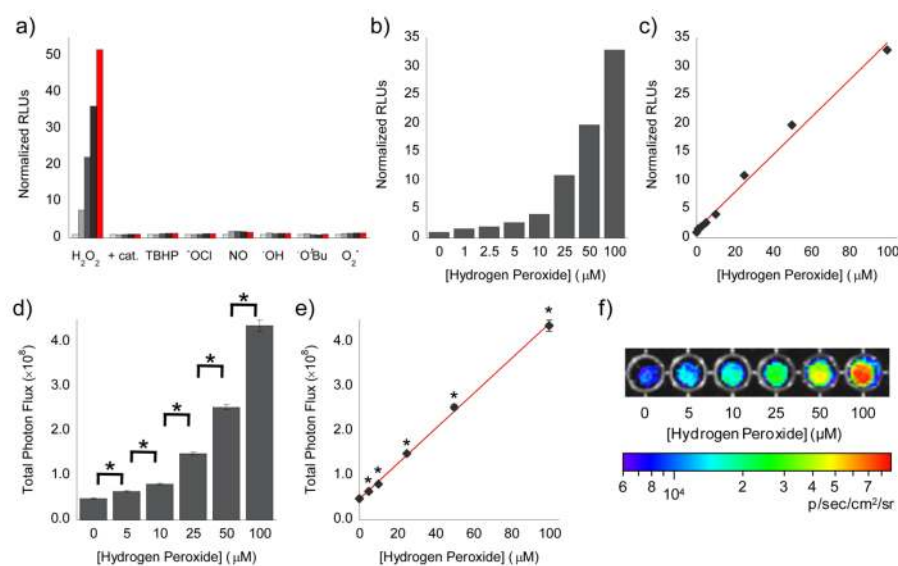 a)
Normalized RLUs
50
40
30
20
10
0
H₂O₂ + cat. TBHP ⁻OCl NO ·OH ·OᵗBu O₂⁻
b)
Normalized RLUs
35
30
25
20
15
10
5
0
0 1 2.5 5 10 25 50 100
[Hydrogen Peroxide] (μM)
c)
Normalized RLUs
35
30
25
20
15
10
5
0
0 20 40 60 80 100
[Hydrogen Peroxide] (μM)
d)
Total Photon Flux (×10⁸)
4.0
3.0
2.0
1.0
0.0
* * * * *
0 5 10 25 50 100
[Hydrogen Peroxide] (μM)
e)
Total Photon Flux (×10⁸)
4.0
3.0
2.0
1.0
0.0
* * * * *
0 20 40 60 80 100
[Hydrogen Peroxide] (μM)
f)
0 5 10 25 50 100
[Hydrogen Peroxide] (μM)
6 8 10⁴ 2 3 4 5 7
p/sec/cm²/sr